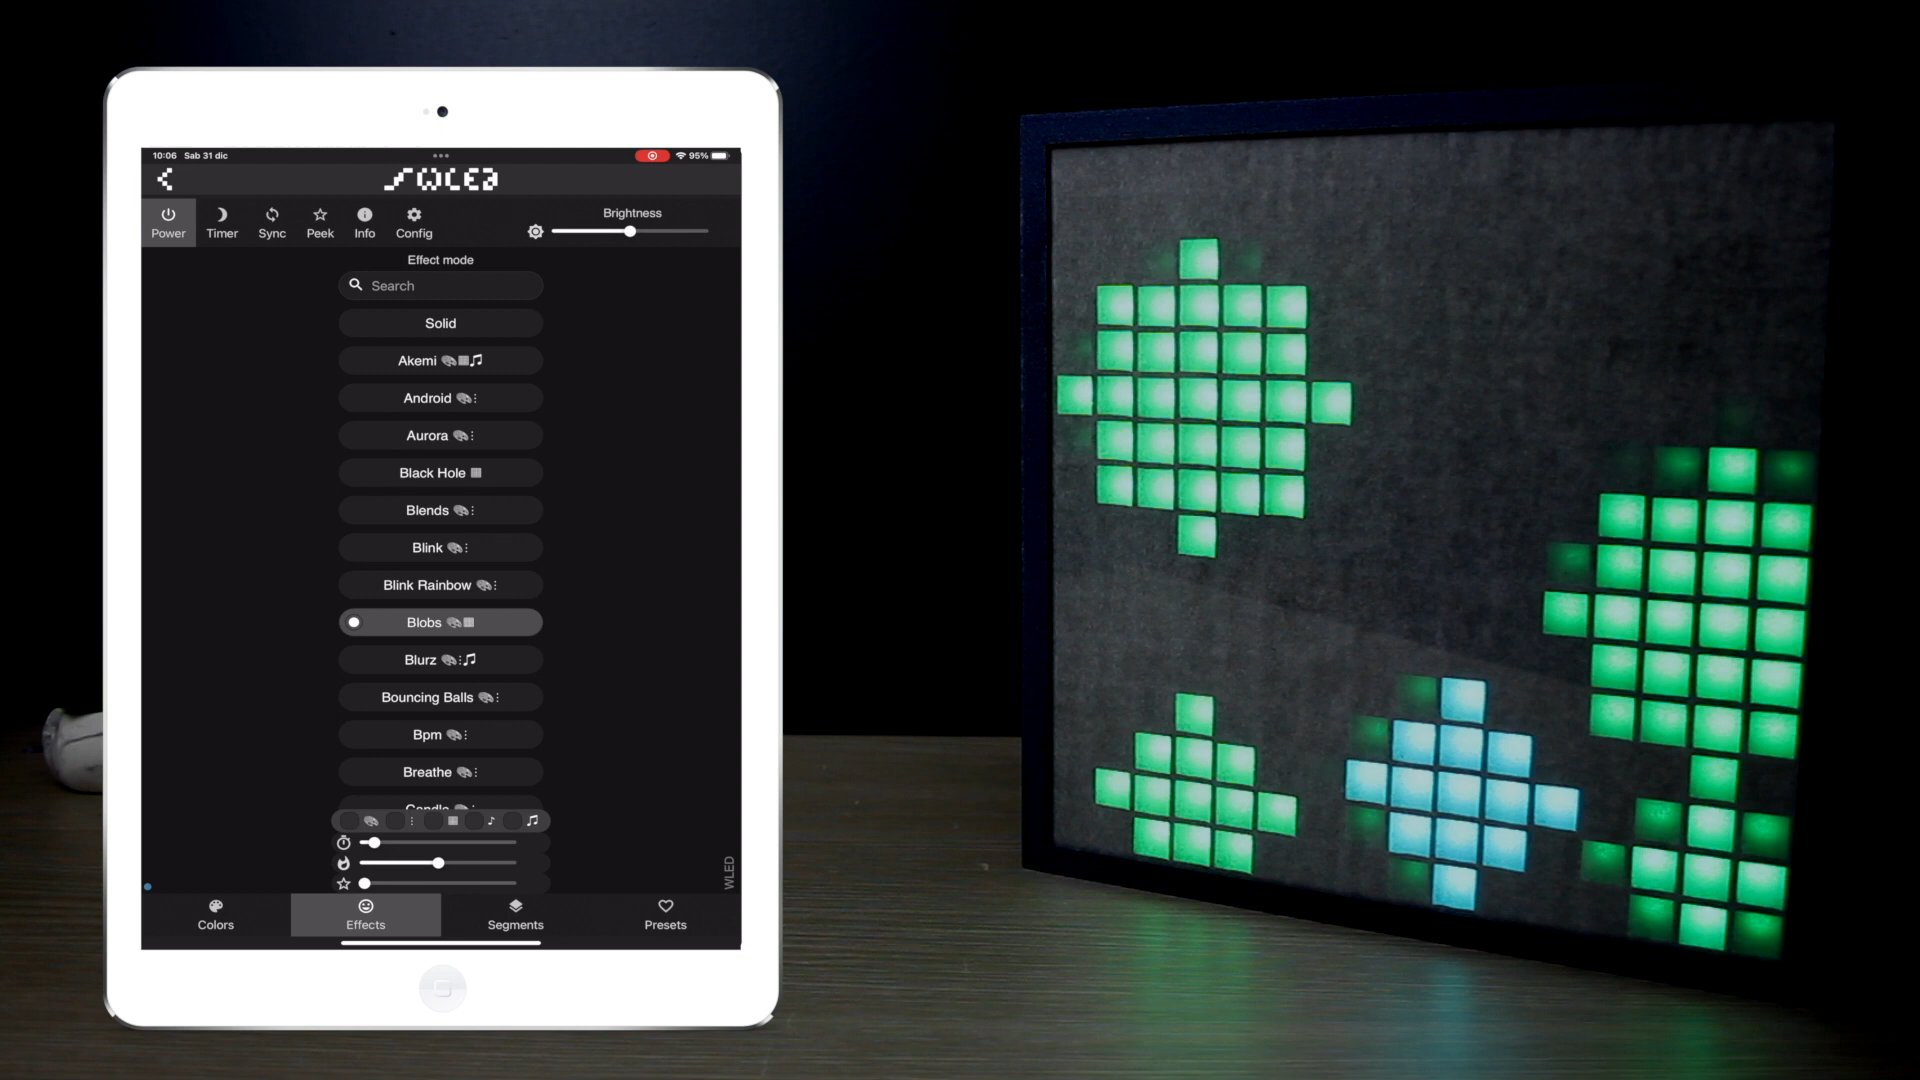 10:06 Sab 31 dic
95%
Power Timer Sync Peek Info Config
Brightness
Effect mode
Search
Solid
Akemi
Android
Aurora
Black Hole
Blends
Blink
Blink Rainbow
Blobs
Blurz
Bouncing Balls
Bpm
Breathe
Candle
WLED
Colors Effects Segments Presets